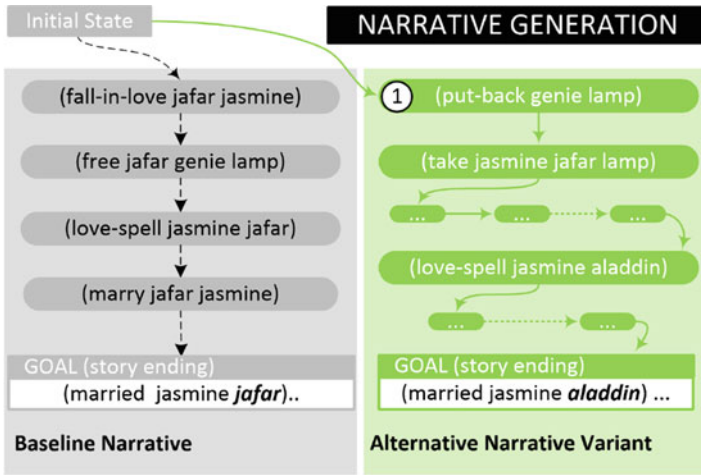 Initial State
NARRATIVE GENERATION
(fall-in-love jafar jasmine)
(free jafar genie lamp)
(love-spell jasmine jafar)
(marry jafar jasmine)
GOAL (story ending)
(married jasmine jafar)..
Baseline Narrative
1
(put-back genie lamp)
(take jasmine jafar lamp)
... ... ...
(love-spell jasmine aladdin)
... ...
GOAL (story ending)
(married jasmine aladdin) ...
Alternative Narrative Variant